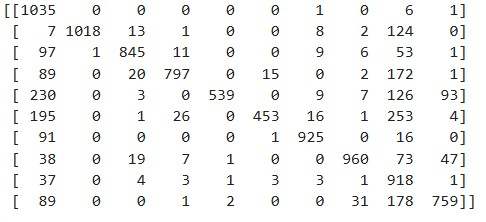 [[1035 0 0 0 0 0 1 0 6 1]
[ 7 1018 13 1 0 0 8 2 124 0]
[ 97 1 845 11 0 0 9 6 53 1]
[ 89 0 20 797 0 15 0 2 172 1]
[ 230 0 3 0 539 0 9 7 126 93]
[ 195 0 1 26 0 453 16 1 253 4]
[ 91 0 0 0 0 1 925 0 16 0]
[ 38 0 19 7 1 0 0 960 73 47]
[ 37 0 4 3 1 3 3 1 918 1]
[ 89 0 0 1 2 0 0 31 178 759]]